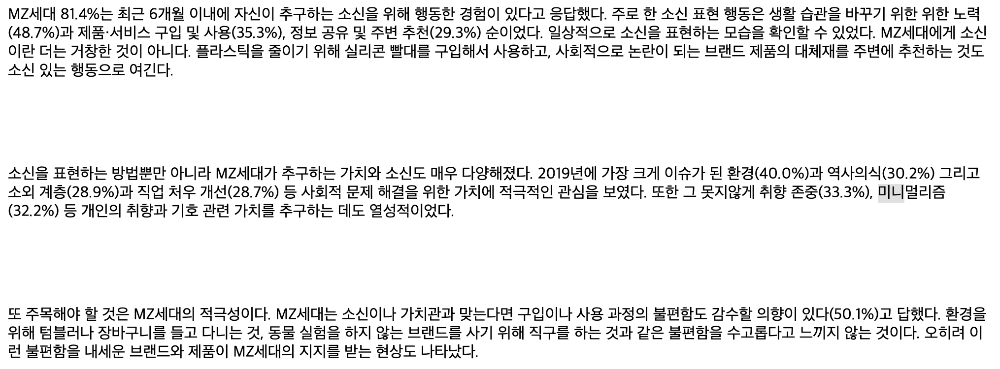 MZ세대 81.4%는 최근 6개월 이내에 자신이 추구하는 소신을 위해 행동한 경험이 있다고 응답했다. 주로 한 소신 표현 행동은 생활 습관을 바꾸기 위한 위한 노력
(48.7%)과 제품·서비스 구입 및 사용(35.3%), 정보 공유 및 주변 추천(29.3%) 순이었다. 일상적으로 소신을 표현하는 모습을 확인할 수 있었다. MZ세대에게 소신
이란 더는 거창한 것이 아니다. 플라스틱을 줄이기 위해 실리콘 빨대를 구입해서 사용하고, 사회적으로 논란이 되는 브랜드 제품의 대체재를 주변에 추천하는 것도
소신 있는 행동으로 여긴다.
소신을 표현하는 방법뿐만 아니라 MZ세대가 추구하는 가치와 소신도 매우 다양해졌다. 2019년에 가장 크게 이슈가 된 환경(40.0%)과 역사의식(30.2%) 그리고
소외 계층(28.9%)과 직업 처우 개선(28.7%) 등 사회적 문제 해결을 위한 가치에 적극적인 관심을 보였다. 또한 그 못지않게 취향 존중(33.3%), 미니멀리즘
(32.2%) 등 개인의 취향과 기호 관련 가치를 추구하는 데도 열성적이었다.
또 주목해야 할 것은 MZ세대의 적극성이다. MZ세대는 소신이나 가치관과 맞는다면 구입이나 사용 과정의 불편함도 감수할 의향이 있다(50.1%)고 답했다. 환경을
위해 텀블러나 장바구니를 들고 다니는 것, 동물 실험을 하지 않는 브랜드를 사기 위해 직구를 하는 것과 같은 불편함을 수고롭다고 느끼지 않는 것이다. 오히려 이
런 불편함을 내세운 브랜드와 제품이 MZ세대의 지지를 받는 현상도 나타났다.